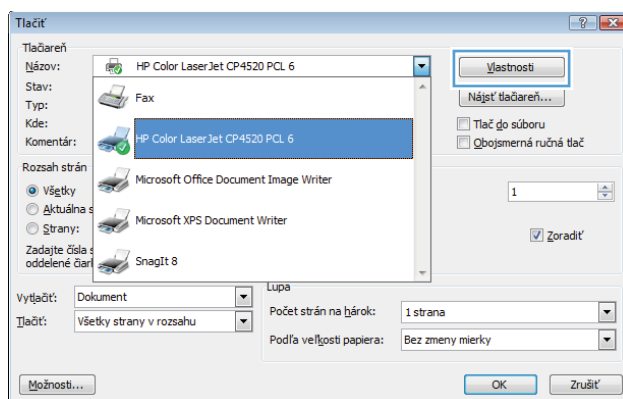 Tlačiť
Tlačiareň
Názov: HP Color LaserJet CP4520 PCL 6 Vlastnosti
Stav:
Typ:
Kde:
Komentár:
Fax
HP Color LaserJet CP4520 PCL 6
Microsoft Office Document Image Writer
Microsoft XPS Document Writer
SnagIt 8
Nájsť tlačiareň...
Tlač do súboru
Obojsmerná ručná tlač
Rozsah strán
Všetky
Aktuálna s
Strany:
Zadajte čísla s
oddelené čiar
1
Zoradiť
Vytlačiť: Dokument
Tlačiť: Všetky strany v rozsahu
Lupa
Počet strán na hárok: 1 strana
Podľa veľkosti papiera: Bez zmeny mierky
Možnosti...
OK
Zrušiť